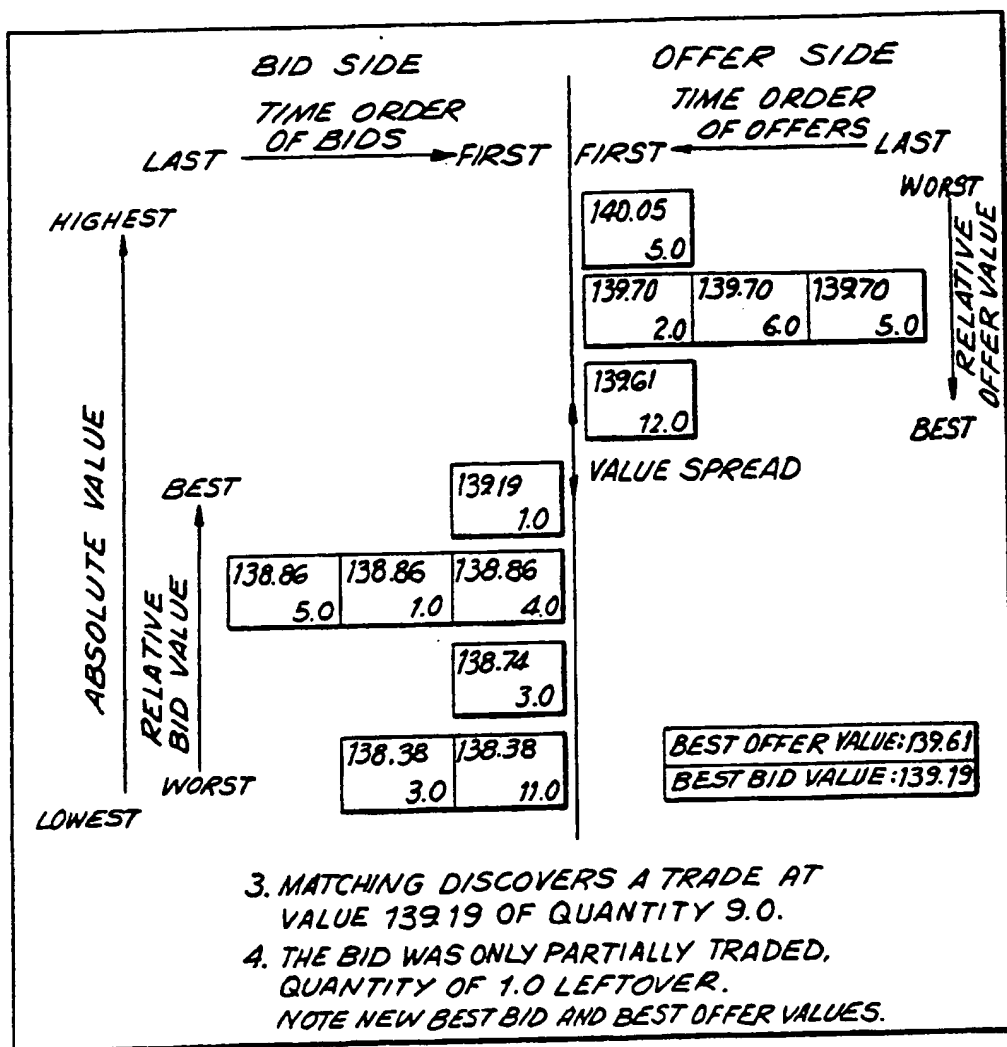 BID SIDE
OFFER SIDE
TIME ORDER
OF BIDS
TIME ORDER
OF OFFERS
LAST
FIRST
FIRST
LAST
WORST
HIGHEST
140.05
5.0
139.70
2.0
139.70
6.0
13970
5.0
RELATIVE
OFFER VALUE
13961
12.0
BEST
VALUE SPREAD
ABSOLUTE VALUE
BEST
13919
1.0
138.86
5.0
138.86
1.0
138.86
4.0
RELATIVE
BID VALUE
138.74
3.0
138.38
3.0
138.38
11.0
WORST
LOWEST
BEST OFFER VALUE:139.61
BEST BID VALUE:139.19
3. MATCHING DISCOVERS A TRADE AT
VALUE 139.19 OF QUANTITY 9.0.
4. THE BID WAS ONLY PARTIALLY TRADED,
QUANTITY OF 1.0 LEFTOVER.
NOTE NEW BEST BID AND BEST OFFER VALUES.